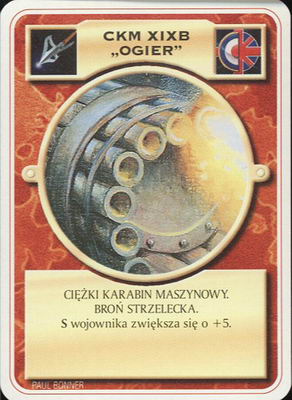 CKM XIXB
„OGIER”
CIĘŻKI KARABIN MASZYNOWY.
BROŃ STRZELECKA.
S wojownika zwiększa się o +5.
PAUL BONNER